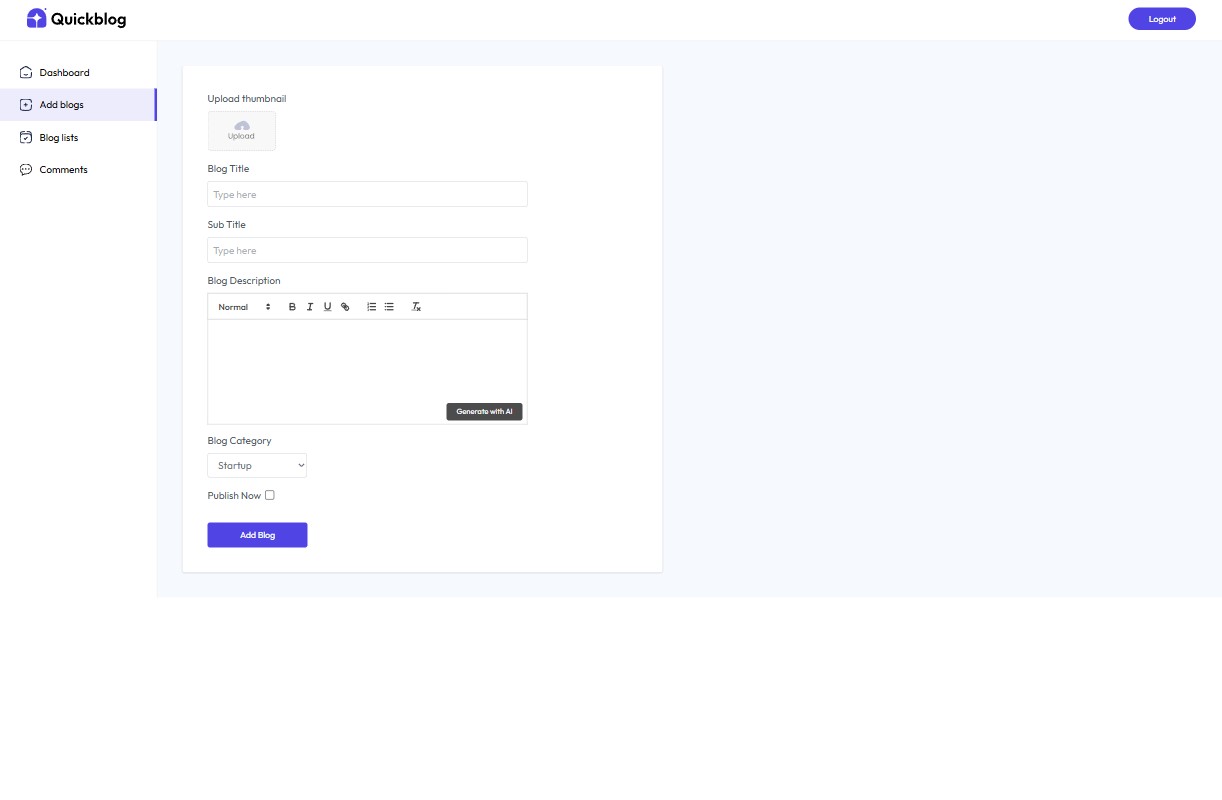 Quickblog
Logout
Dashboard
Add blogs
Blog lists
Comments
Upload thumbnail
Upload
Blog Title
Type here
Sub Title
Type here
Blog Description
Normal B I U
Generate with AI
Blog Category
Startup
Publish Now
Add Blog